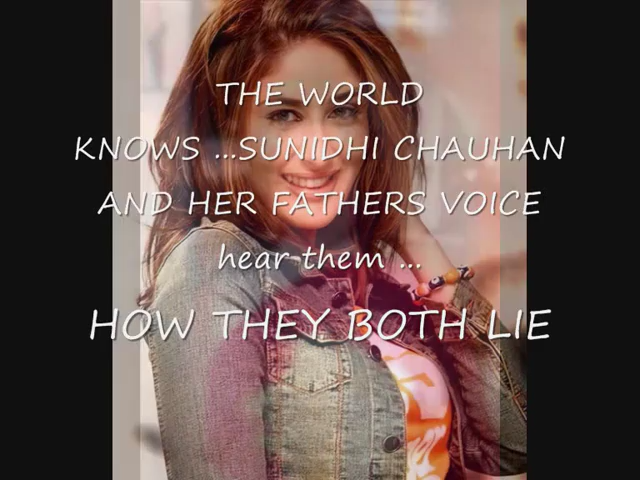 THE WORLD
KNOWS ...SUNIDHI CHAUHAN
AND HER FATHERS VOICE
hear them ...
HOW THEY BOTH LIE